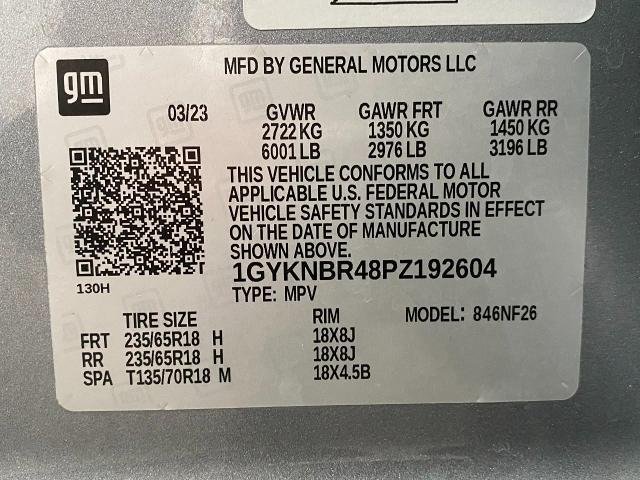 gm
MFD BY GENERAL MOTORS LLC
03/23 GVWR GAWR FRT GAWR RR
2722 KG 1350 KG 1450 KG
6001 LB 2976 LB 3196 LB
THIS VEHICLE CONFORMS TO ALL
APPLICABLE U.S. FEDERAL MOTOR
VEHICLE SAFETY STANDARDS IN EFFECT
ON THE DATE OF MANUFACTURE
SHOWN ABOVE.
1GYKNBR48PZ192604
130H
TYPE: MPV
TIRE SIZE RIM MODEL: 846NF26
FRT 235/65R18 H 18X8J
RR 235/65R18 H 18X8J
SPA T135/70R18 M 18X4.5B